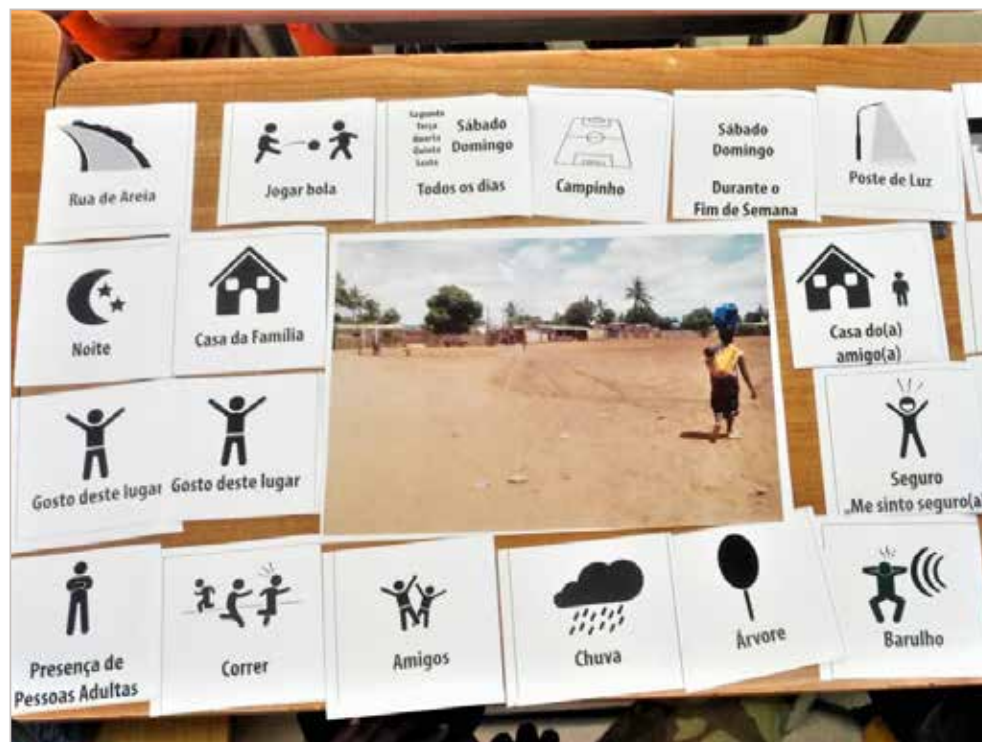 Rua de Areia
Jogar bola
Segunda
Terça
Quarta
Quinta
Sexta
Sábado
Domingo
Todos os dias
Campinho
Sábado
Domingo
Durante o
Fim de Semana
Poste de Luz
Noite
Casa da Família
Casa do(a)
amigo(a)
Gosto deste lugar
Gosto deste lugar
Seguro
„Me sinto seguro(a)
Presença de
Pessoas Adultas
Correr
Amigos
Chuva
Árvore
Barulho